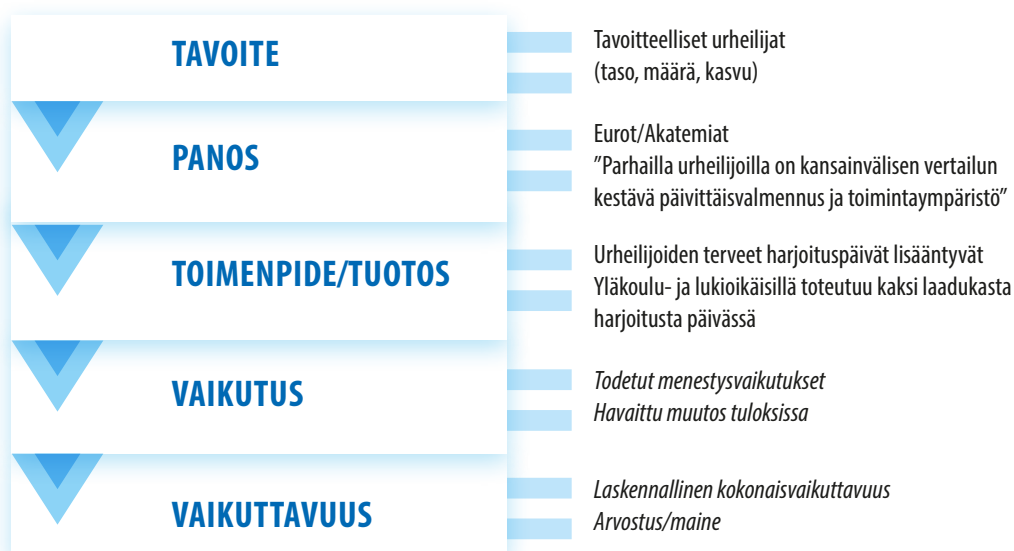 TAVOITE
Tavoitteelliset urheilijat
(taso, määrä, kasvu)
PANOS
Eurot/Akatemiat
”Parhailla urheilijoilla on kansainvälisen vertailun
kestävä päivittäisvalmennus ja toimintaympäristö”
TOIMENPIDE/TUOTOS
Urheilijoiden terveet harjoituspäivät lisääntyvät
Yläkoulu- ja lukioikäisillä toteutuu kaksi laadukasta
harjoitusta päivässä
VAIKUTUS
Todetut menestysvaikutukset
Havaittu muutos tuloksissa
VAIKUTTAVUUS
Laskennallinen kokonaisvaikuttavuus
Arvostus/maine